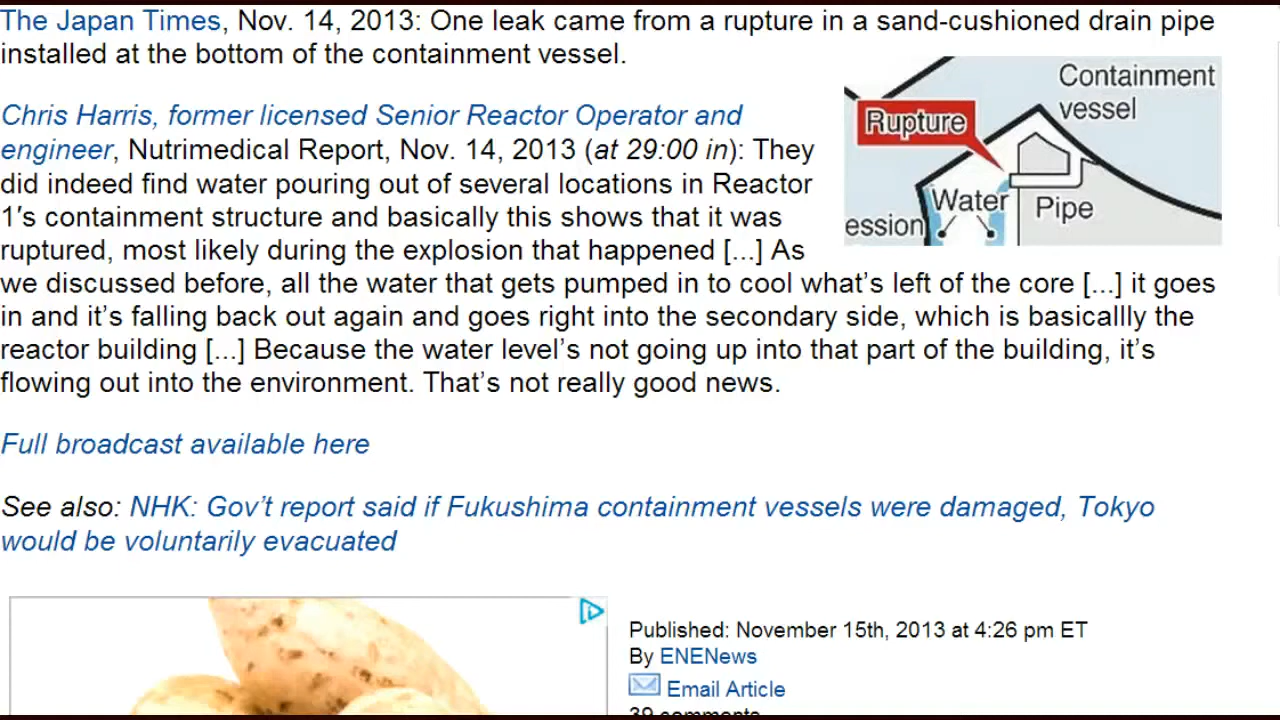 The Japan Times, Nov. 14, 2013: One leak came from a rupture in a sand-cushioned drain pipe
installed at the bottom of the containment vessel.
Chris Harris, former licensed Senior Reactor Operator and
engineer, Nutrimedical Report, Nov. 14, 2013 (at 29:00 in): They
did indeed find water pouring out of several locations in Reactor
1′s containment structure and basically this shows that it was
ruptured, most likely during the explosion that happened [...] As
we discussed before, all the water that gets pumped in to cool what’s left of the core [...] it goes
in and it’s falling back out again and goes right into the secondary side, which is basicallly the
reactor building [...] Because the water level’s not going up into that part of the building, it’s
flowing out into the environment. That’s not really good news.
Containment
vessel
Rupture
Water
Pipe
ession
Full broadcast available here
See also: NHK: Gov’t report said if Fukushima containment vessels were damaged, Tokyo
would be voluntarily evacuated
Published: November 15th, 2013 at 4:26 pm ET
By ENENews
Email Article
39 comments